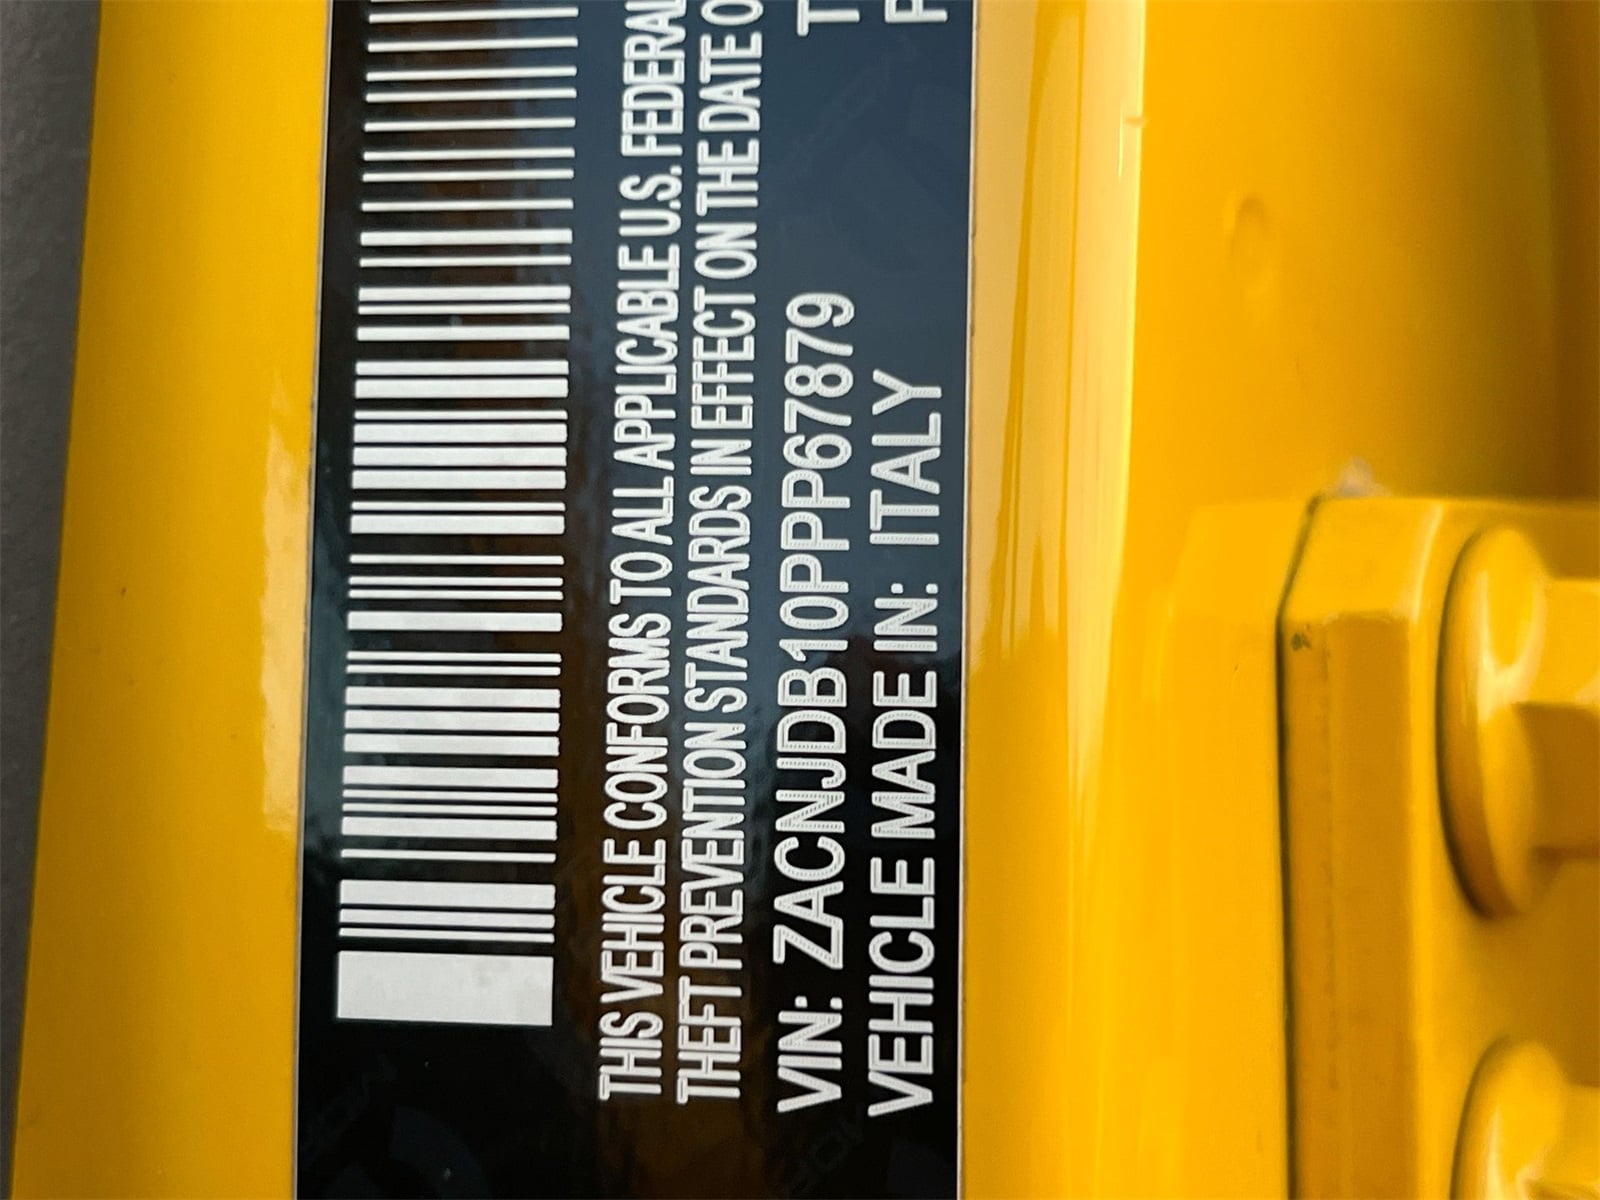 THIS VEHICLE CONFORMS TO ALL APPLICABLE U.S. FEDERAL
THEFT PREVENTION STANDARDS IN EFFECT ON THE DATE O
VIN: ZACNJDB10PPP67879 T
VEHICLE MADE IN: ITALY P